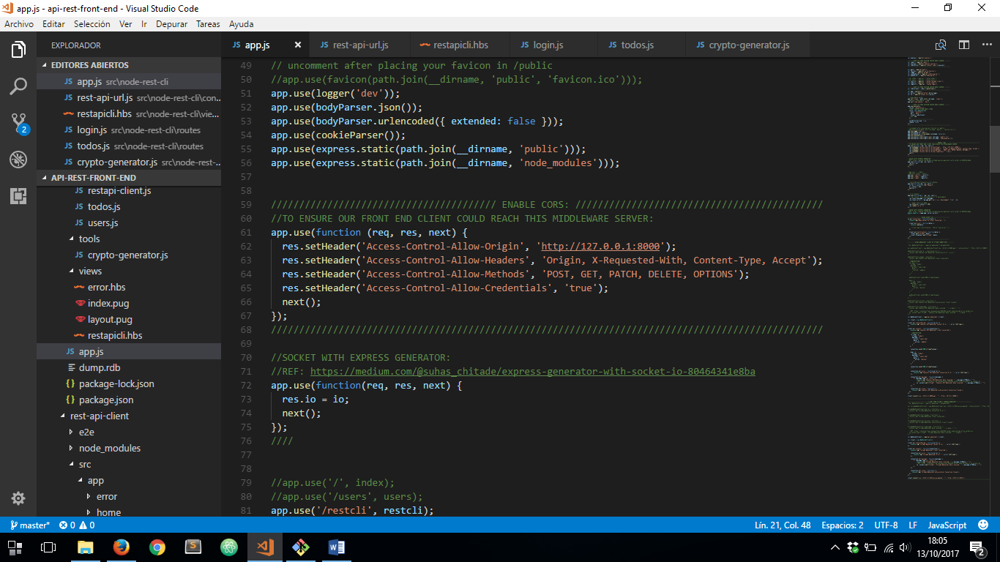 app.js - api-rest-front-end - Visual Studio Code
Archivo Editar Selección Ver Ir Depurar Tareas Ayuda
EXPLORADOR
EDITORES ABIERTOS
JS app.js src\node-rest-cli
JS rest-api-url.js src\node-rest-cli\con...
restapicli.hbs src\node-rest-cli\vie...
JS login.js src\node-rest-cli\routes
JS todos.js src\node-rest-cli\routes
JS crypto-generator.js src\node-rest-...
API-REST-FRONT-END
restapi-client.js
todos.js
users.js
tools
JS crypto-generator.js
views
error.hbs
index.pug
layout.pug
restapicli.hbs
JS app.js
dump.rdb
{} package-lock.json
{} package.json
rest-api-client
e2e
node_modules
src
app
error
home
2
JS app.js × JS rest-api-url.js restapicli.hbs JS login.js JS todos.js JS crypto-generator.js
49 // uncomment after placing your favicon in /public
50 //app.use(favicon(path.join(__dirname, 'public', 'favicon.ico')));
51 app.use(logger('dev'));
52 app.use(bodyParser.json());
53 app.use(bodyParser.urlencoded({ extended: false }));
54 app.use(cookieParser());
55 app.use(express.static(path.join(__dirname, 'public')));
56 app.use(express.static(path.join(__dirname, 'node_modules')));
57
58
59 //////////////////////////////////////// ENABLE CORS: ////////////////////////////////////////////
60 //TO ENSURE OUR FRONT END CLIENT COULD REACH THIS MIDDLEWARE SERVER:
61 app.use(function (req, res, next) {
62 res.setHeader('Access-Control-Allow-Origin', 'http://127.0.0.1:8000');
63 res.setHeader('Access-Control-Allow-Headers', 'Origin, X-Requested-With, Content-Type, Accept');
64 res.setHeader('Access-Control-Allow-Methods', 'POST, GET, PATCH, DELETE, OPTIONS');
65 res.setHeader('Access-Control-Allow-Credentials', 'true');
66 next();
67 });
68 //////////////////////////////////////////////////////////////////////////////////////////////////
69
70 //SOCKET WITH EXPRESS GENERATOR:
71 //REF: https://medium.com/@suhas_chitade/express-generator-with-socket-io-80464341e8ba
72 app.use(function(req, res, next) {
73 res.io = io;
74 next();
75 });
76 ////
77
78
79 //app.use('/', index);
80 //app.use('/users', users);
81 app.use('/restcli', restcli);
master* 0 0 Lín. 21, Col. 48 Espacios: 2 UTF-8 LF JavaScript
18:05
13/10/2017
2